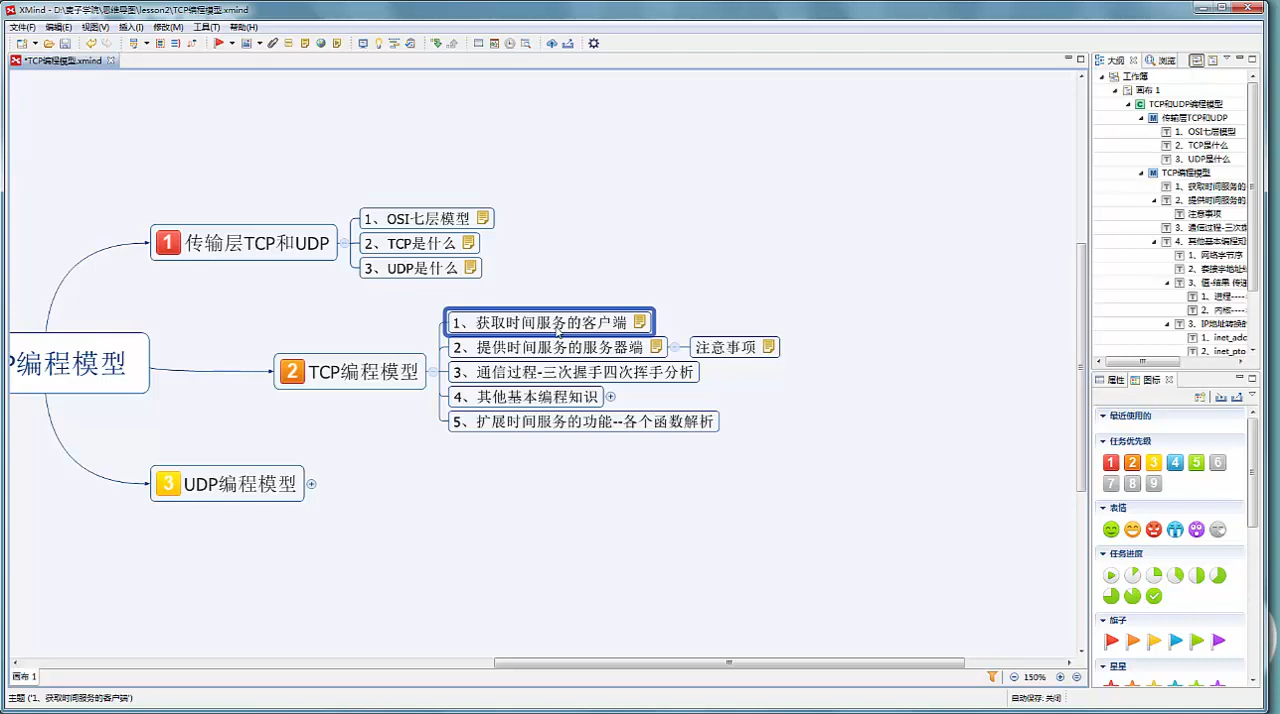 XMind - D:\麦子学院\思维导图\lesson2\TCP编程模型.xmind
文件(F) 编辑(E) 视图(V) 插入(I) 修改(M) 工具(T) 帮助(H)
*TCP编程模型.xmind
P编程模型
1 传输层TCP和UDP
1、OSI七层模型
2、TCP是什么
3、UDP是什么
2 TCP编程模型
1、获取时间服务的客户端
2、提供时间服务的服务器端
注意事项
3、通信过程-三次握手四次挥手分析
4、其他基本编程知识
5、扩展时间服务的功能--各个函数解析
3 UDP编程模型
大纲 浏览
工作簿
画布 1
TCP和UDP编程模型
传输层TCP和UDP
1、OSI七层模型
2、TCP是什么
3、UDP是什么
TCP编程模型
1、获取时间服务的
2、提供时间服务的
注意事项
3、通信过程-三次握
4、其他基本编程知
1、网络字节序
2、套接字地址结
3、值-结果 传递
1、进程----
2、内核----
3、IP地址转换的
1、inet_adc
2、inet_pto
属性 图标
最近使用的
任务优先级
1 2 3 4 5 6
7 8 9
表情
任务进度
旗子
星星
画布 1
150%
主题 ('1、获取时间服务的客户端')
自动保存: 关闭